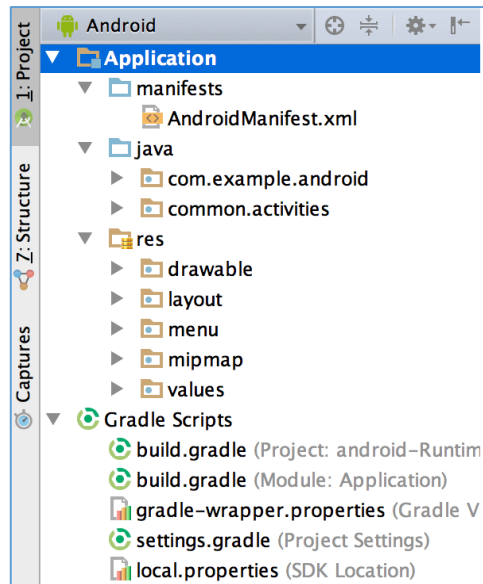 1: Project
Z: Structure
Captures
Android
Application
manifests
AndroidManifest.xml
java
com.example.android
common.activities
res
drawable
layout
menu
mipmap
values
Gradle Scripts
build.gradle (Project: android-Runtim
build.gradle (Module: Application)
gradle-wrapper.properties (Gradle V
settings.gradle (Project Settings)
local.properties (SDK Location)